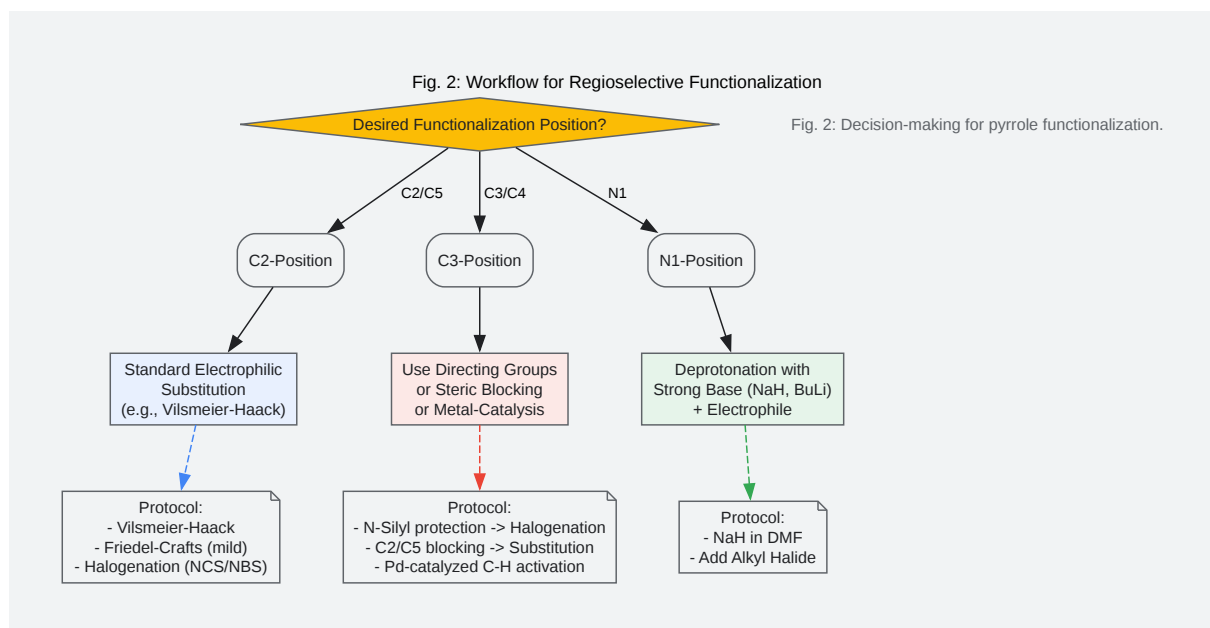 Fig. 2: Workflow for Regioselective Functionalization
Desired Functionalization Position?
Fig. 2: Decision-making for pyrrole functionalization.
C2/C5
C3/C4
N1
C2-Position
C3-Position
N1-Position
Standard Electrophilic
Substitution
(e.g., Vilsmeier-Haack)
Use Directing Groups
or Steric Blocking
or Metal-Catalysis
Deprotonation with
Strong Base (NaH, BuLi)
+ Electrophile
Protocol:
- Vilsmeier-Haack
- Friedel-Crafts (mild)
- Halogenation (NCS/NBS)
Protocol:
- N-Silyl protection -> Halogenation
- C2/C5 blocking -> Substitution
- Pd-catalyzed C-H activation
Protocol:
- NaH in DMF
- Add Alkyl Halide